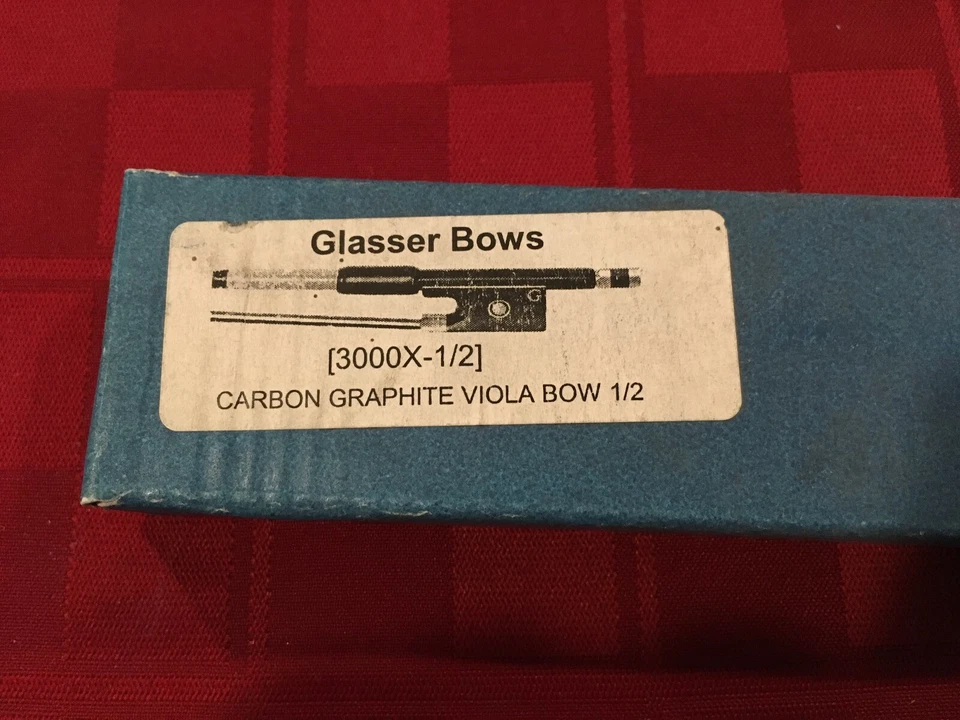 Glasser Bows
G
[3000X-1/2]
CARBON GRAPHITE VIOLA BOW 1/2